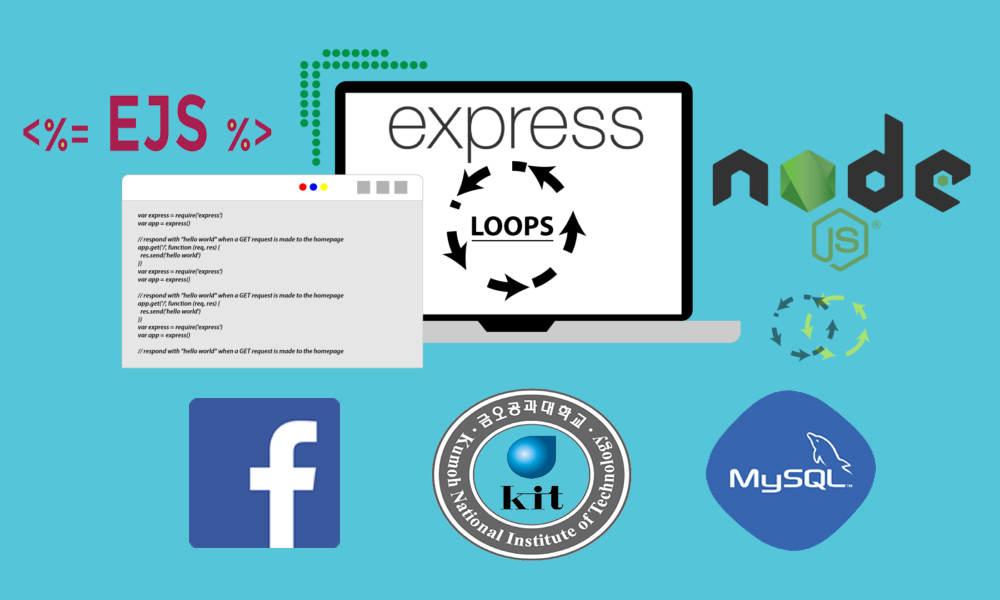 <%= EJS %>
express
LOOPS
node
JS ®
var express = require('express')
var app = express()
// respond with "hello world" when a GET request is made to the homepage
app.get('/', function (req, res) {
res.send('hello world')
})
var express = require('express')
var app = express()
// respond with "hello world" when a GET request is made to the homepage
app.get('/', function (req, res) {
res.send('hello world')
})
var express = require('express')
var app = express()
// respond with "hello world" when a GET request is made to the homepage
f
금오공과대학교
kit
· Kumoh National Institute of Technology ·
MySQL™